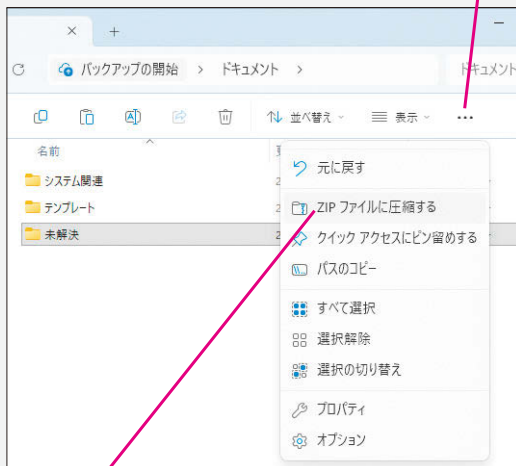 バックアップの開始 > ドキュメント >
ドキュメント
並べ替え
表示
名前
システム関連
テンプレート
未解決
元に戻す
ZIP ファイルに圧縮する
クイック アクセスにピン留めする
パスのコピー
すべて選択
選択解除
選択の切り替え
プロパティ
オプション